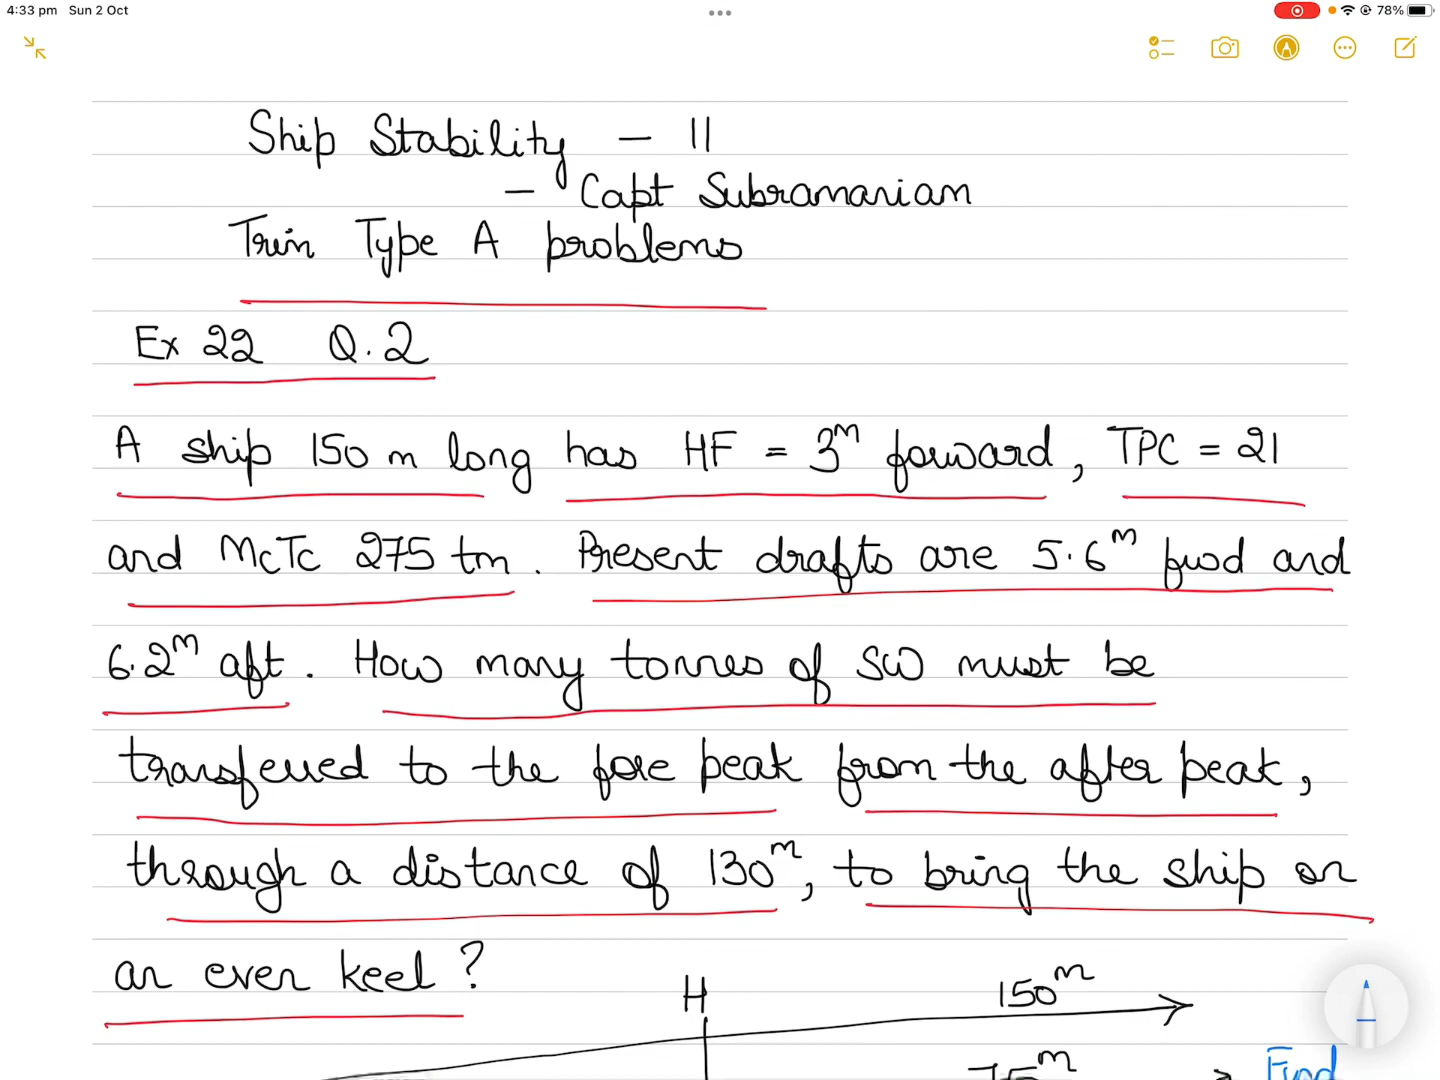 4:33 pm Sun 2 Oct
78%
Ship Stability – II
– Capt Subramanian
Trim Type A problems
Ex 22 Q.2
A ship 150 m long has HF = 3m forward, TPC = 21
and MCTC 275 tm. Present drafts are 5.6m fwd and
6.2m aft. How many tonnes of SW must be
transferred to the fore peak from the after peak,
through a distance of 130m, to bring the ship on
an even keel?
H 150m
75m Find